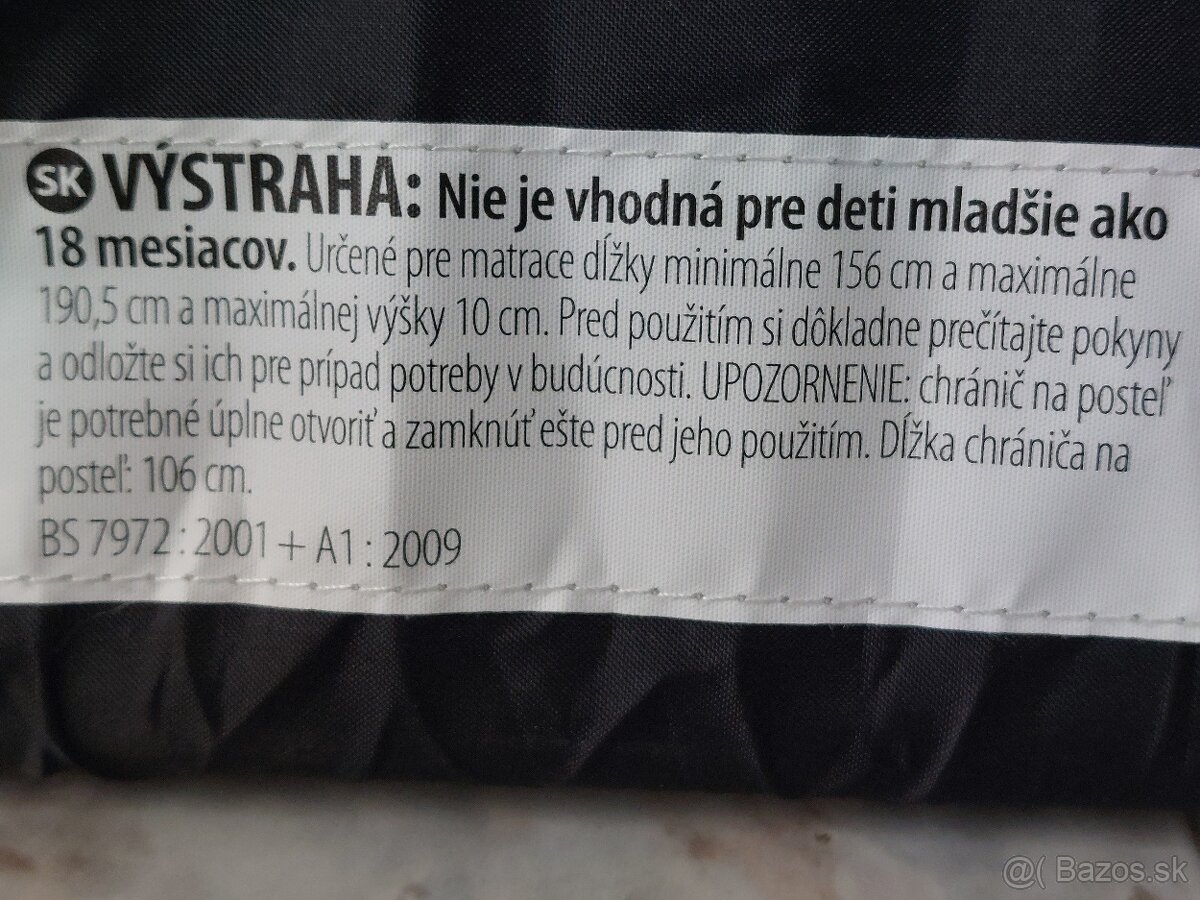 SK VÝSTRAHA: Nie je vhodná pre deti mladšie ako
18 mesiacov. Určené pre matrace dĺžky minimálne 156 cm a maximálne
190,5 cm a maximálnej výšky 10 cm. Pred použitím si dôkladne prečítajte pokyny
a odložte si ich pre prípad potreby v budúcnosti. UPOZORNENIE: chránič na posteľ
je potrebné úplne otvoriť a zamknúť ešte pred jeho použitím. Dĺžka chrániča na
posteľ: 106 cm.
BS 7972 : 2001 + A1 : 2009
@( Bazos.sk